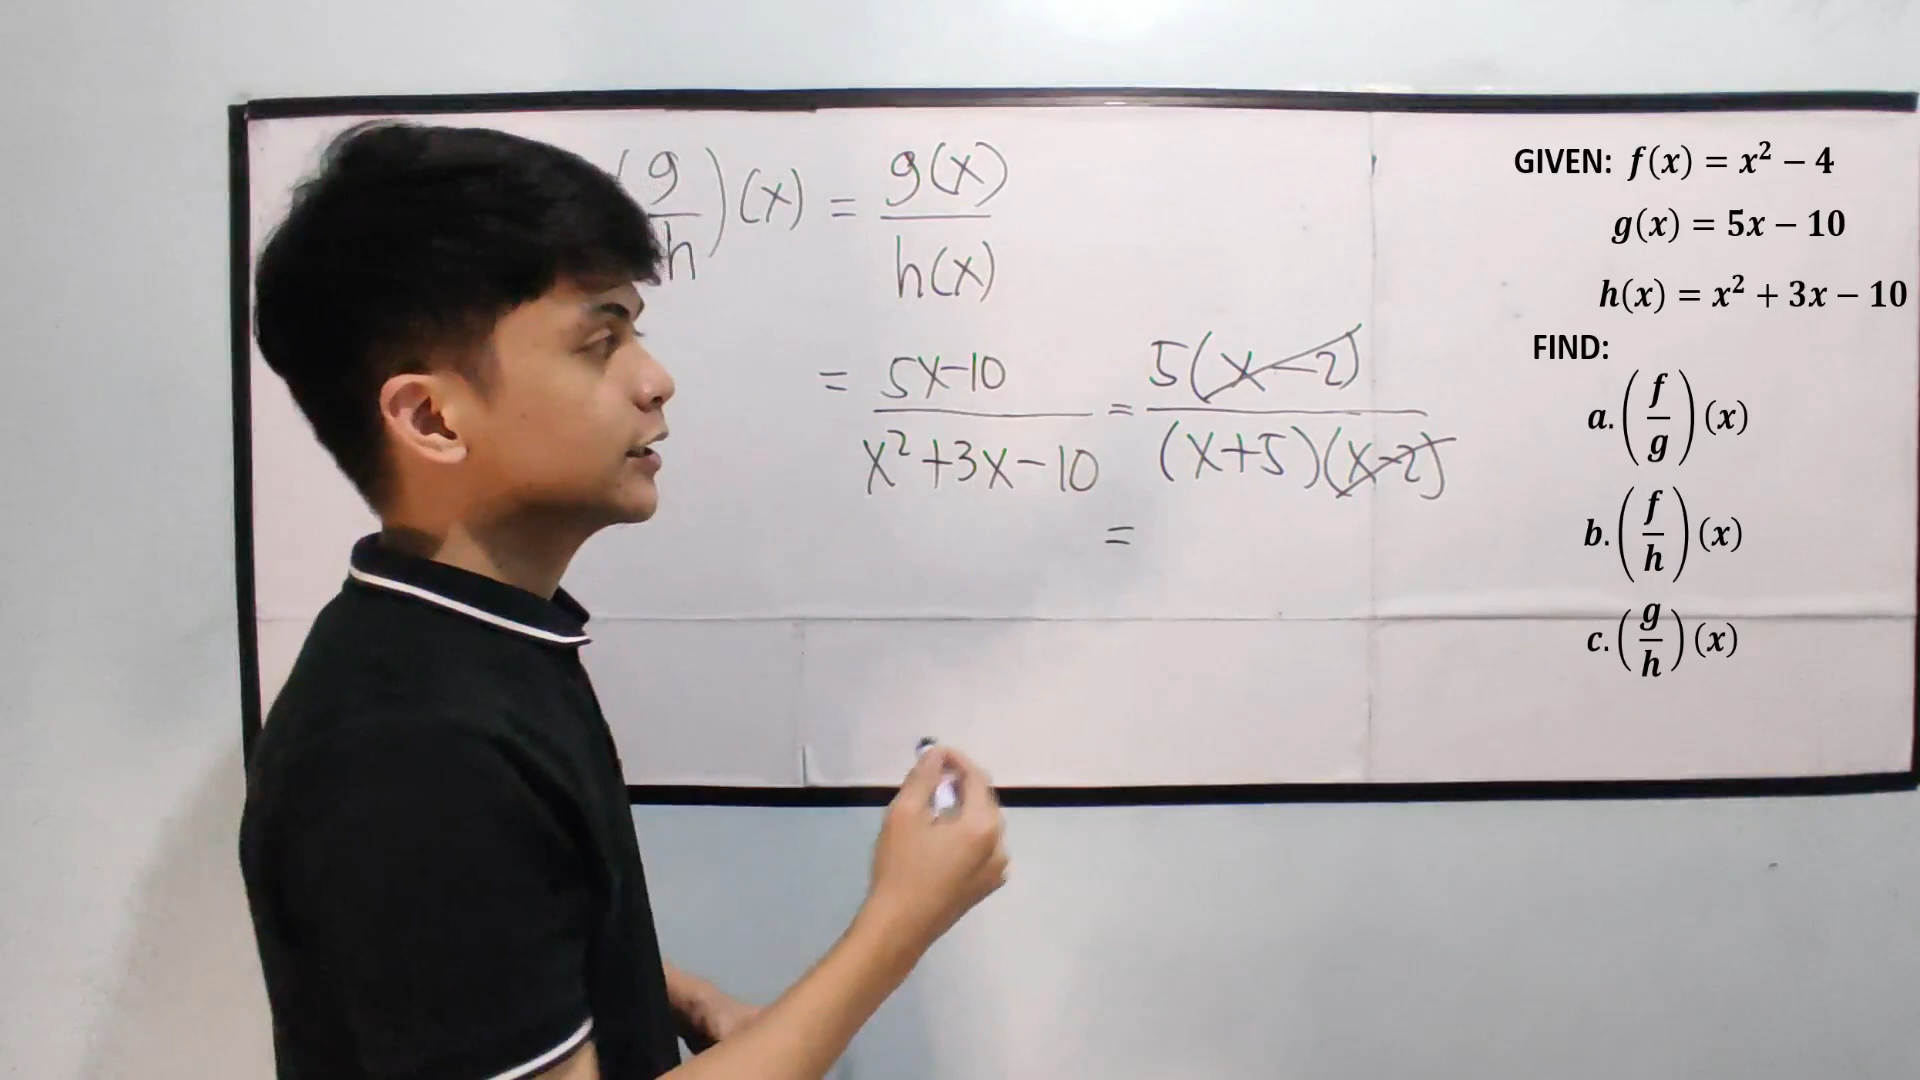 (g/h)(x) = g(x)/h(x)
= 5x-10/x²+3x-10 = 5(x-2)/(x+5)(x-2)
=
GIVEN: f(x) = x² − 4
g(x) = 5x − 10
h(x) = x² + 3x − 10
FIND:
a. (f/g)(x)
b. (f/h)(x)
c. (g/h)(x)